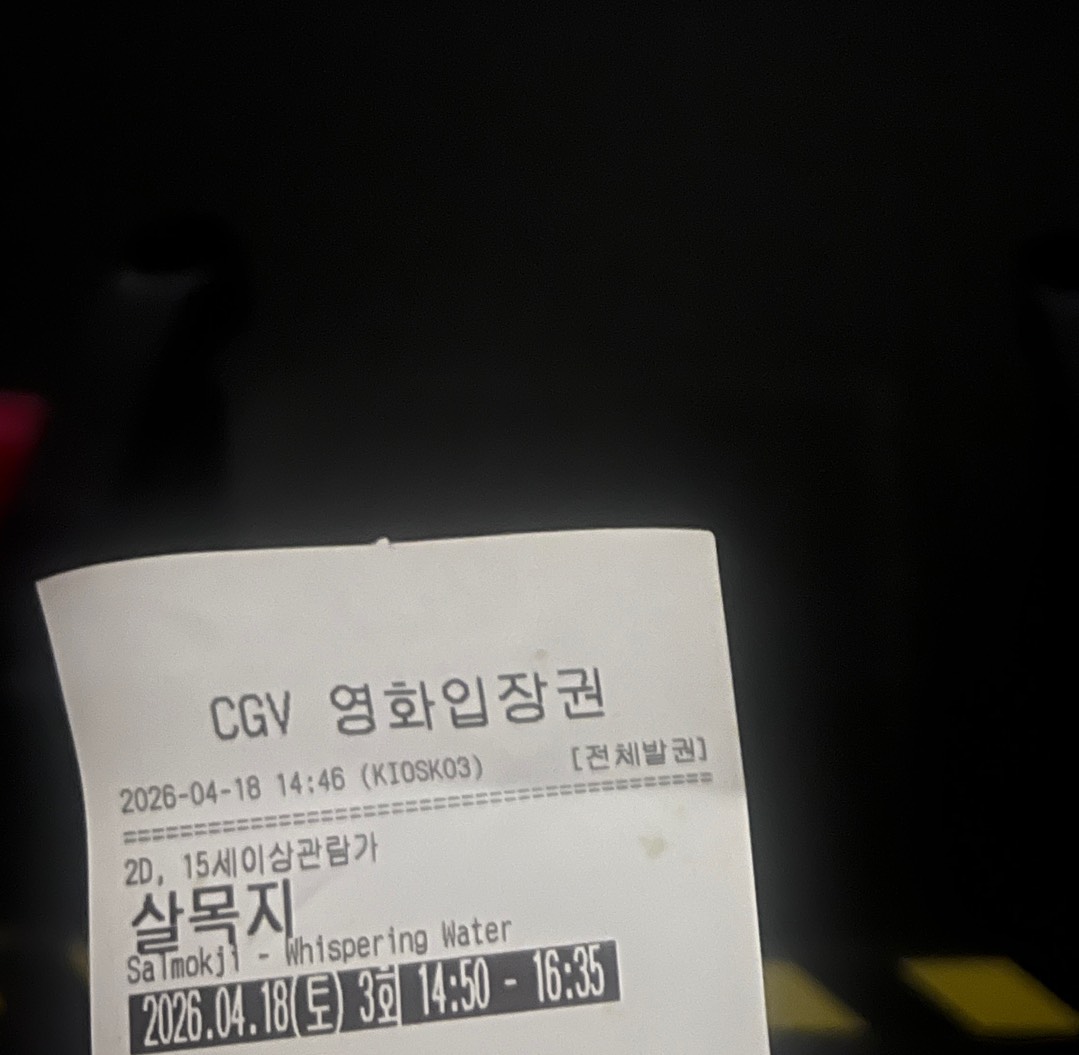 CGV 영화입장권
2026-04-18 14:46 (KIOSK03) [전체발권]
========================================
2D, 15세이상관람가
살목지
Salmokji - Whispering Water
2026.04.18(토) 3회 14:50 - 16:35